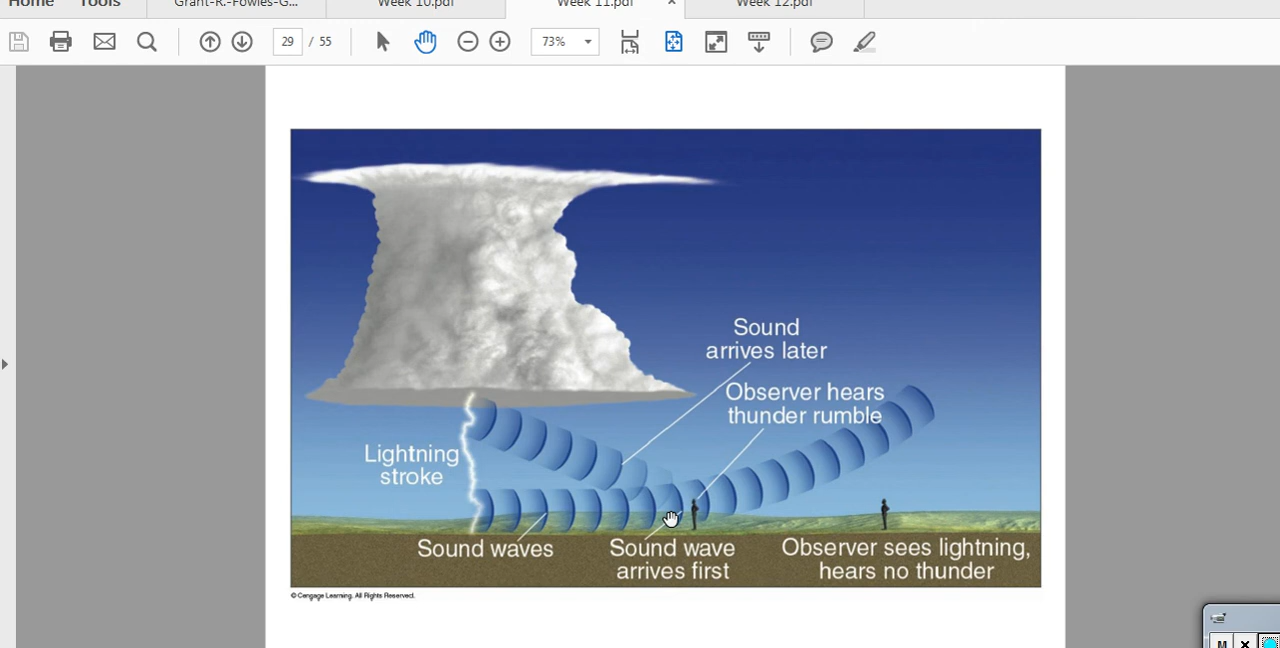 Home Tools Grant-R.-Fowles-G... Week 10.pdf Week 11.pdf × Week 12.pdf
29 / 55 73%
Sound
arrives later
Observer hears
thunder rumble
Lightning
stroke
Sound waves
Sound wave
arrives first
Observer sees lightning,
hears no thunder
© Cengage Learning. All Rights Reserved.
M X